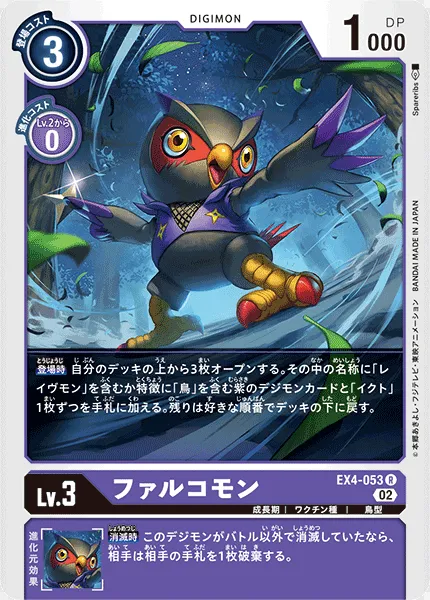 DIGIMON
登場コスト
3
1000
DP
進化コスト
Lv.2から
0
Spareribs
登場時 自分のデッキの上から3枚オープンする。その中の名称に「レ
イヴモン」を含むか特徴に「鳥」を含む紫のデジモンカードと「イクト」
1枚ずつを手札に加える。残りは好きな順番でデッキの下に戻す。
©本郷あきよし・フジテレビ・東映アニメーション BANDAI MADE IN JAPAN
Lv.3
ファルコモン
EX4-053 R
02
成長期 | ワクチン種 | 鳥型
進化元効果
消滅時 このデジモンがバトル以外で消滅していたなら、
相手は相手の手札を1枚破棄する。